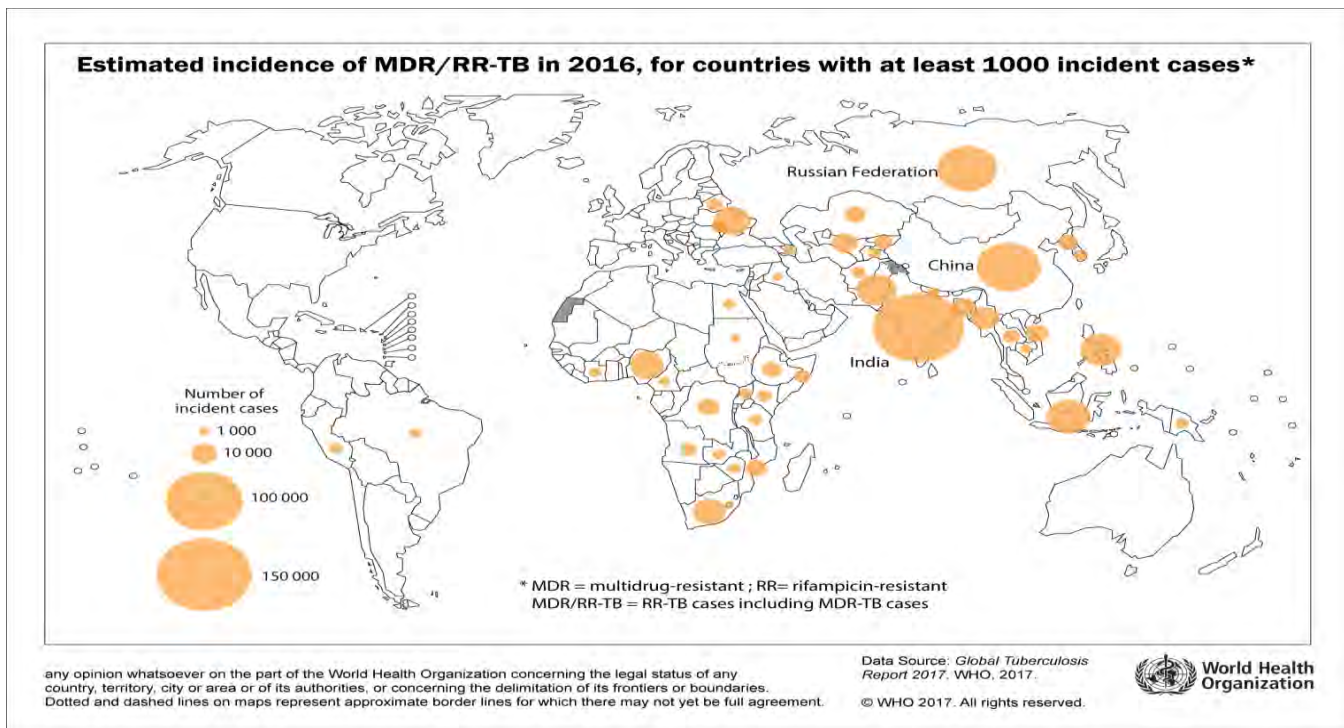 Estimated incidence of MDR/RR-TB in 2016, for countries with at least 1000 incident cases*
Russian Federation
China
India
Number of
incident cases
1 000
10 000
100 000
150 000
* MDR = multidrug-resistant ; RR= rifampicin-resistant
MDR/RR-TB = RR-TB cases including MDR-TB cases
any opinion whatsoever on the part of the World Health Organization concerning the legal status of any
country, territory, city or area or of its authorities, or concerning the delimitation of its frontiers or boundaries.
Dotted and dashed lines on maps represent approximate border lines for which there may not yet be full agreement.
Data Source: Global Tuberculosis
Report 2017. WHO, 2017.
© WHO 2017. All rights reserved.
World Health
Organization